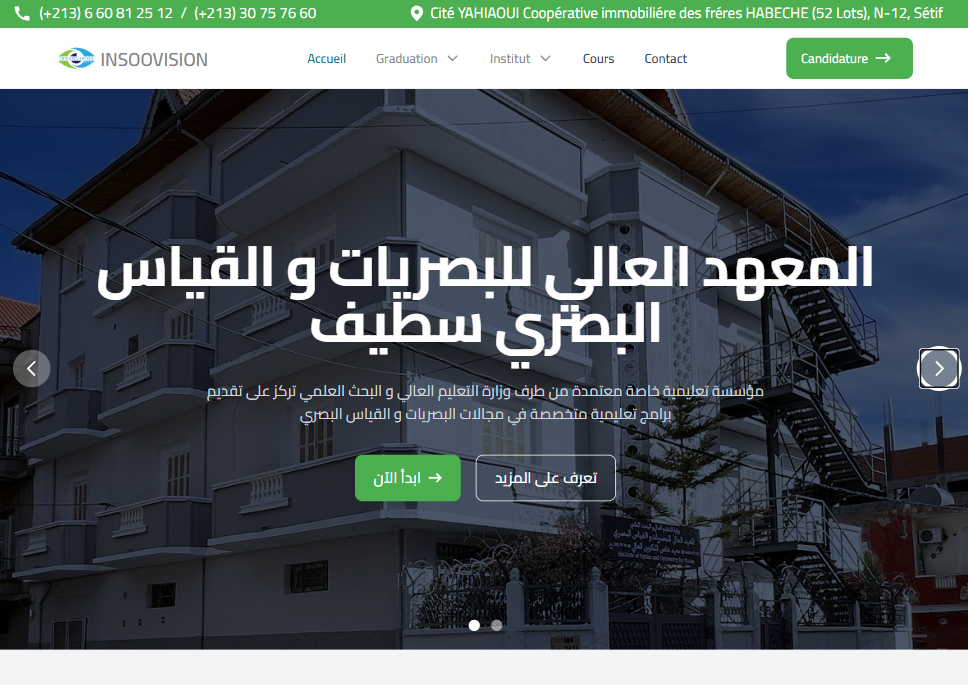 (+213) 6 60 81 25 12 / (+213) 30 75 76 60
Cité YAHIAOUI Coopérative immobiliére des fréres HABECHE (52 Lots), N-12, Sétif
INSOOVISION
Accueil
Graduation
Institut
Cours
Contact
Candidature
المعهد العالي للبصريات و القياس
البصري سطيف
مؤسسة تعليمية خاصة معتمدة من طرف وزارة التعليم العالي و البحث العلمي تركز على تقديم
برامج تعليمية متخصصة في مجالات البصريات و القياس البصري
ابدأ الآن
تعرف على المزيد